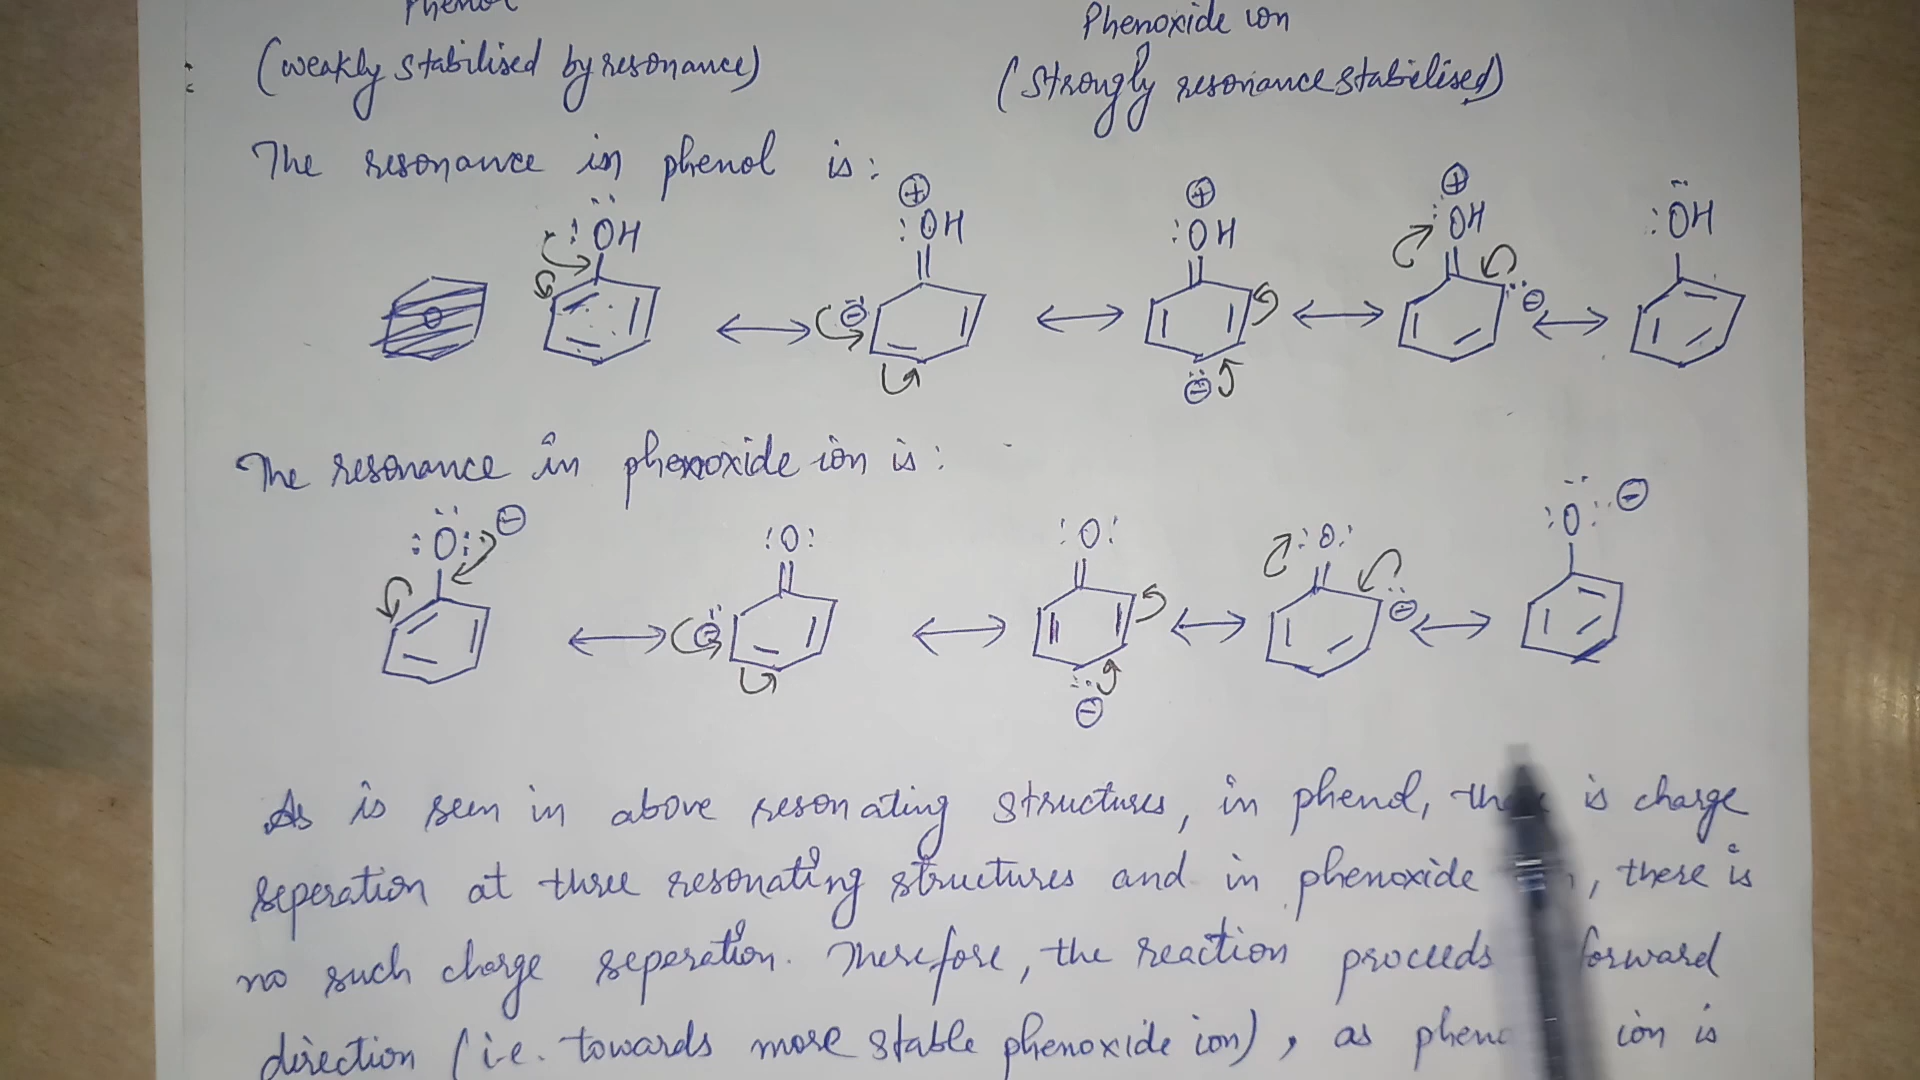 Phenol
Phenoxide ion
(weakly stabilised by resonance)
(Strongly resonance stabilised)
The resonance in phenol is:
⊕ ⊕ ⊕
:OH :OH :OH :OH :OH
⊖ ⊖ ⊖
The resonance in phenoxide ion is:
:O: ⊖ :O: :O: :O: :O: ⊖
⊖ ⊖ ⊖
As is seen in above resonating structures, in phenol, is charge
seperation at three resonating structures and in phenoxide , there is
no such charge seperation. Therefore, the reaction proceeds forward
direction (i.e. towards more stable phenoxide ion), as ion is